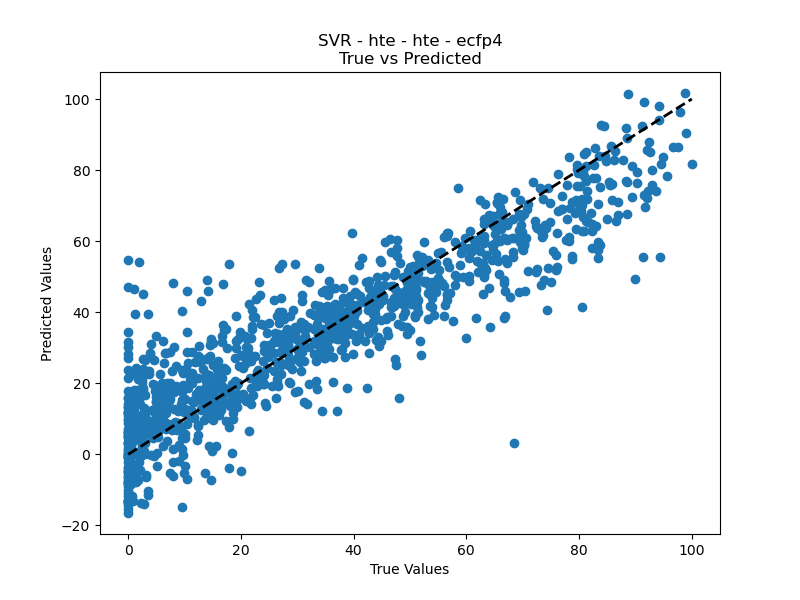 SVR - hte - hte - ecfp4
True vs Predicted
100
80
60
40
20
0
−20
Predicted Values
0 20 40 60 80 100
True Values